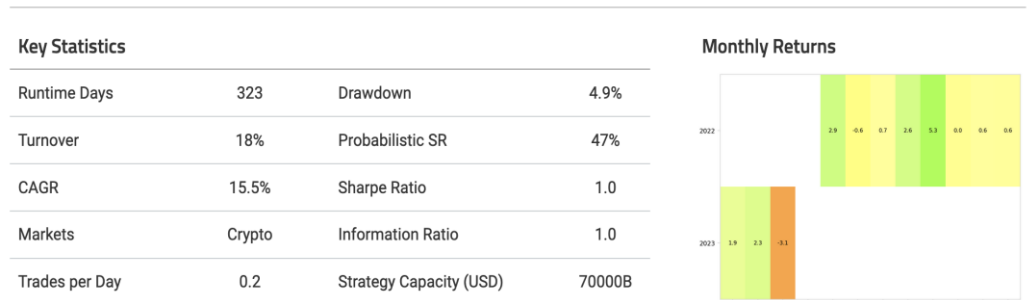 Key Statistics
Runtime Days 323 Drawdown 4.9%
Turnover 18% Probabilistic SR 47%
CAGR 15.5% Sharpe Ratio 1.0
Markets Crypto Information Ratio 1.0
Trades per Day 0.2 Strategy Capacity (USD) 70000B
Monthly Returns
2022 2.9 -0.6 0.7 2.6 5.3 0.0 0.6 0.6
2023 1.9 2.3 -3.1